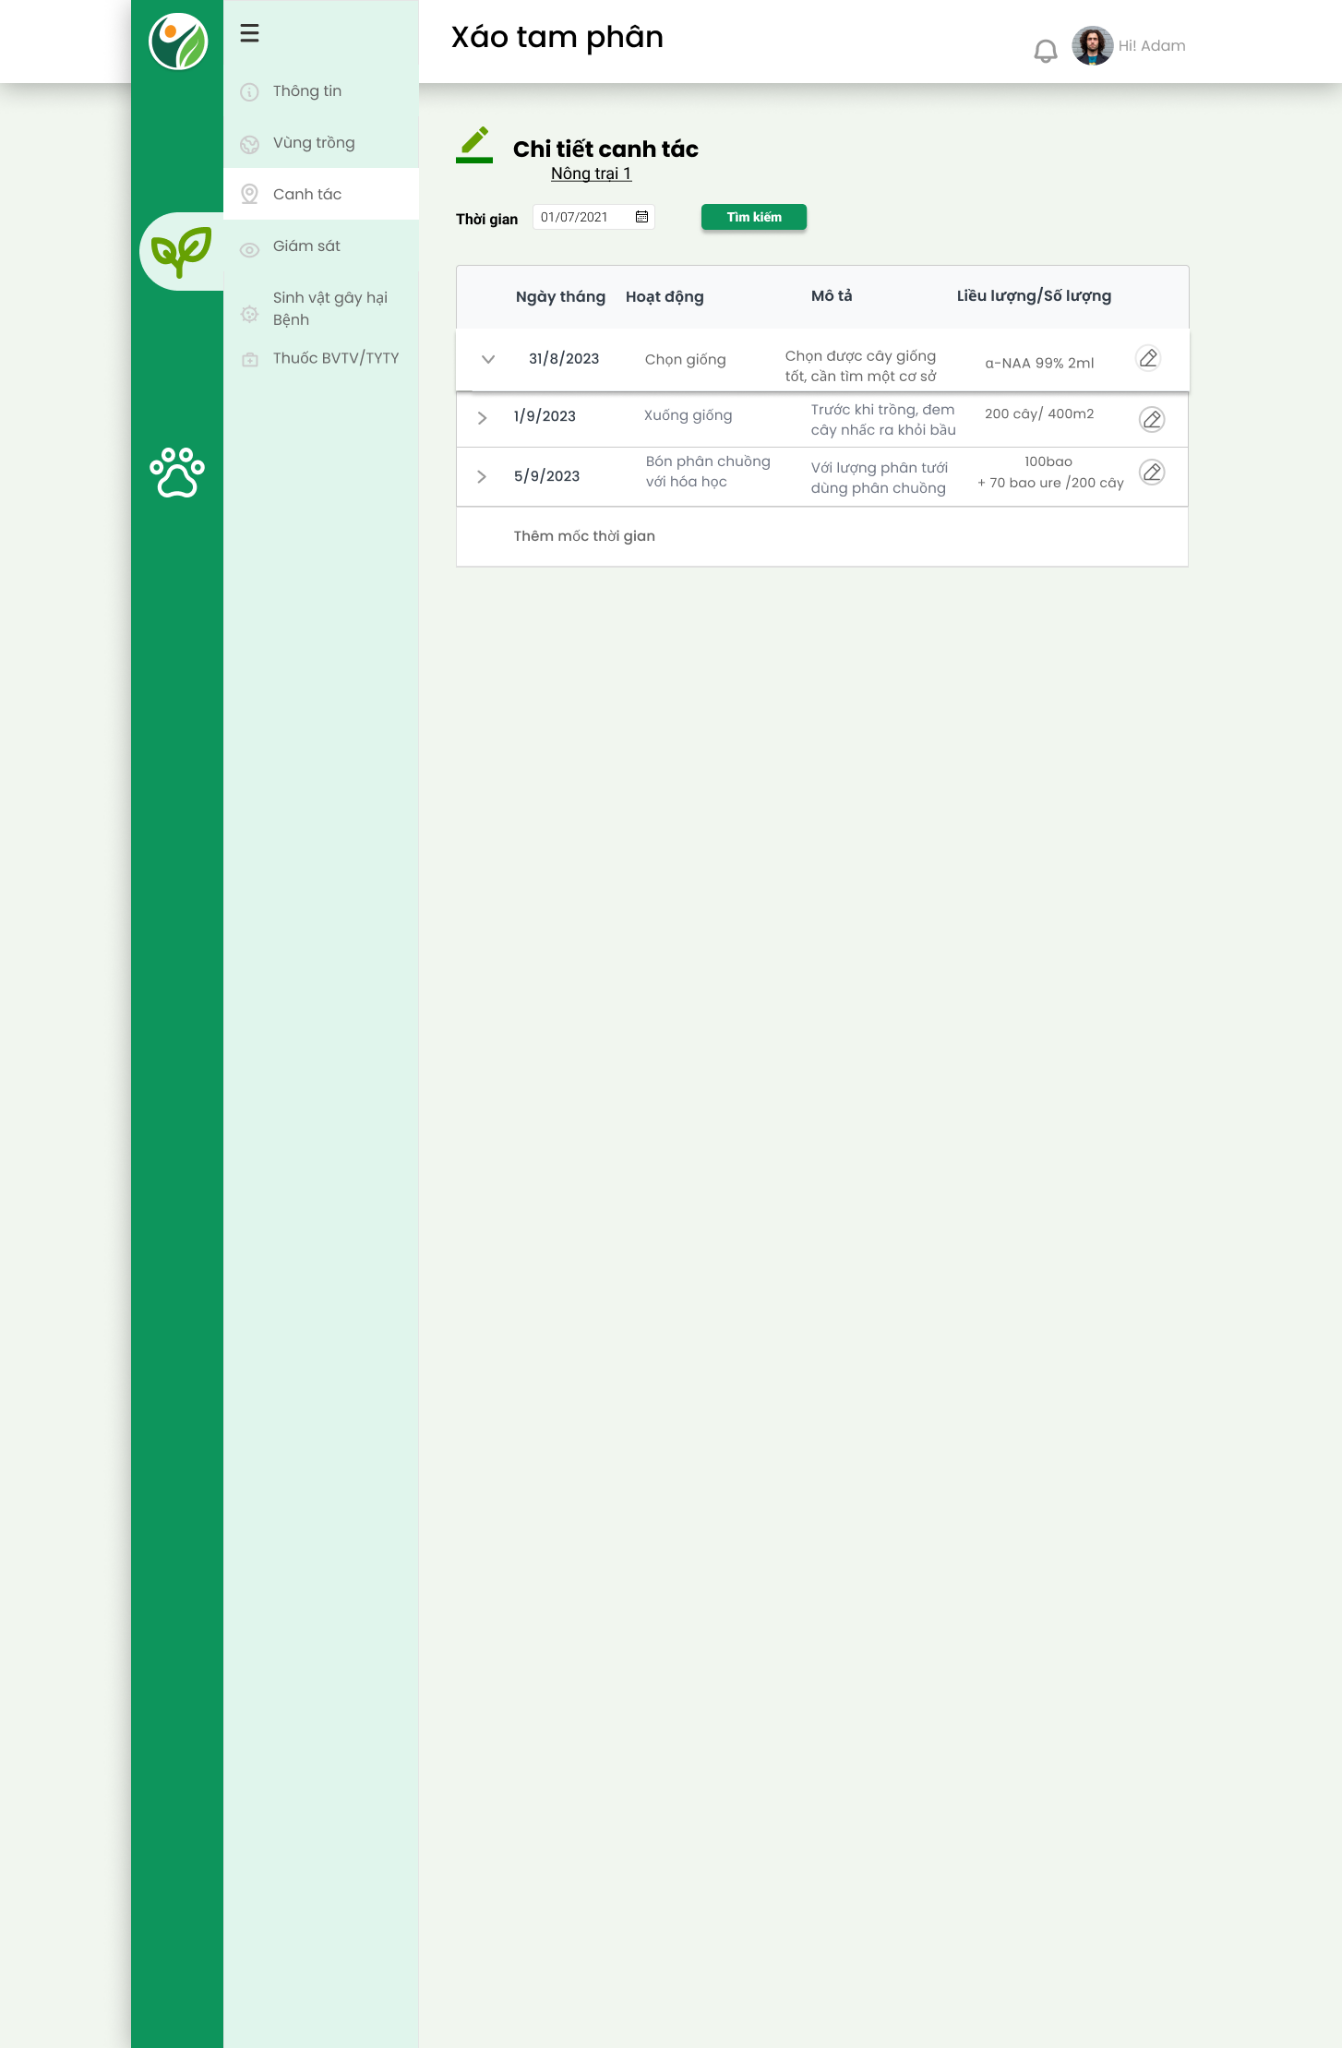 Xáo tam phân
Hi! Adam
Thông tin
Vùng trồng
Canh tác
Giám sát
Sinh vật gây hại
Bệnh
Thuốc BVTV/TYTY
Chi tiết canh tác
Nông trại 1
Thời gian 01/07/2021 Tìm kiếm
Ngày tháng Hoạt động Mô tả Liều lượng/Số lượng
31/8/2023 Chọn giống
Chọn được cây giống
tốt, cần tìm một cơ sở
α-NAA 99% 2ml
1/9/2023 Xuống giống
Trước khi trồng, đem
cây nhấc ra khỏi bầu
200 cây/ 400m2
5/9/2023
Bón phân chuồng
với hóa học
Với lượng phân tưới
dùng phân chuồng
100bao
+ 70 bao ure /200 cây
Thêm mốc thời gian